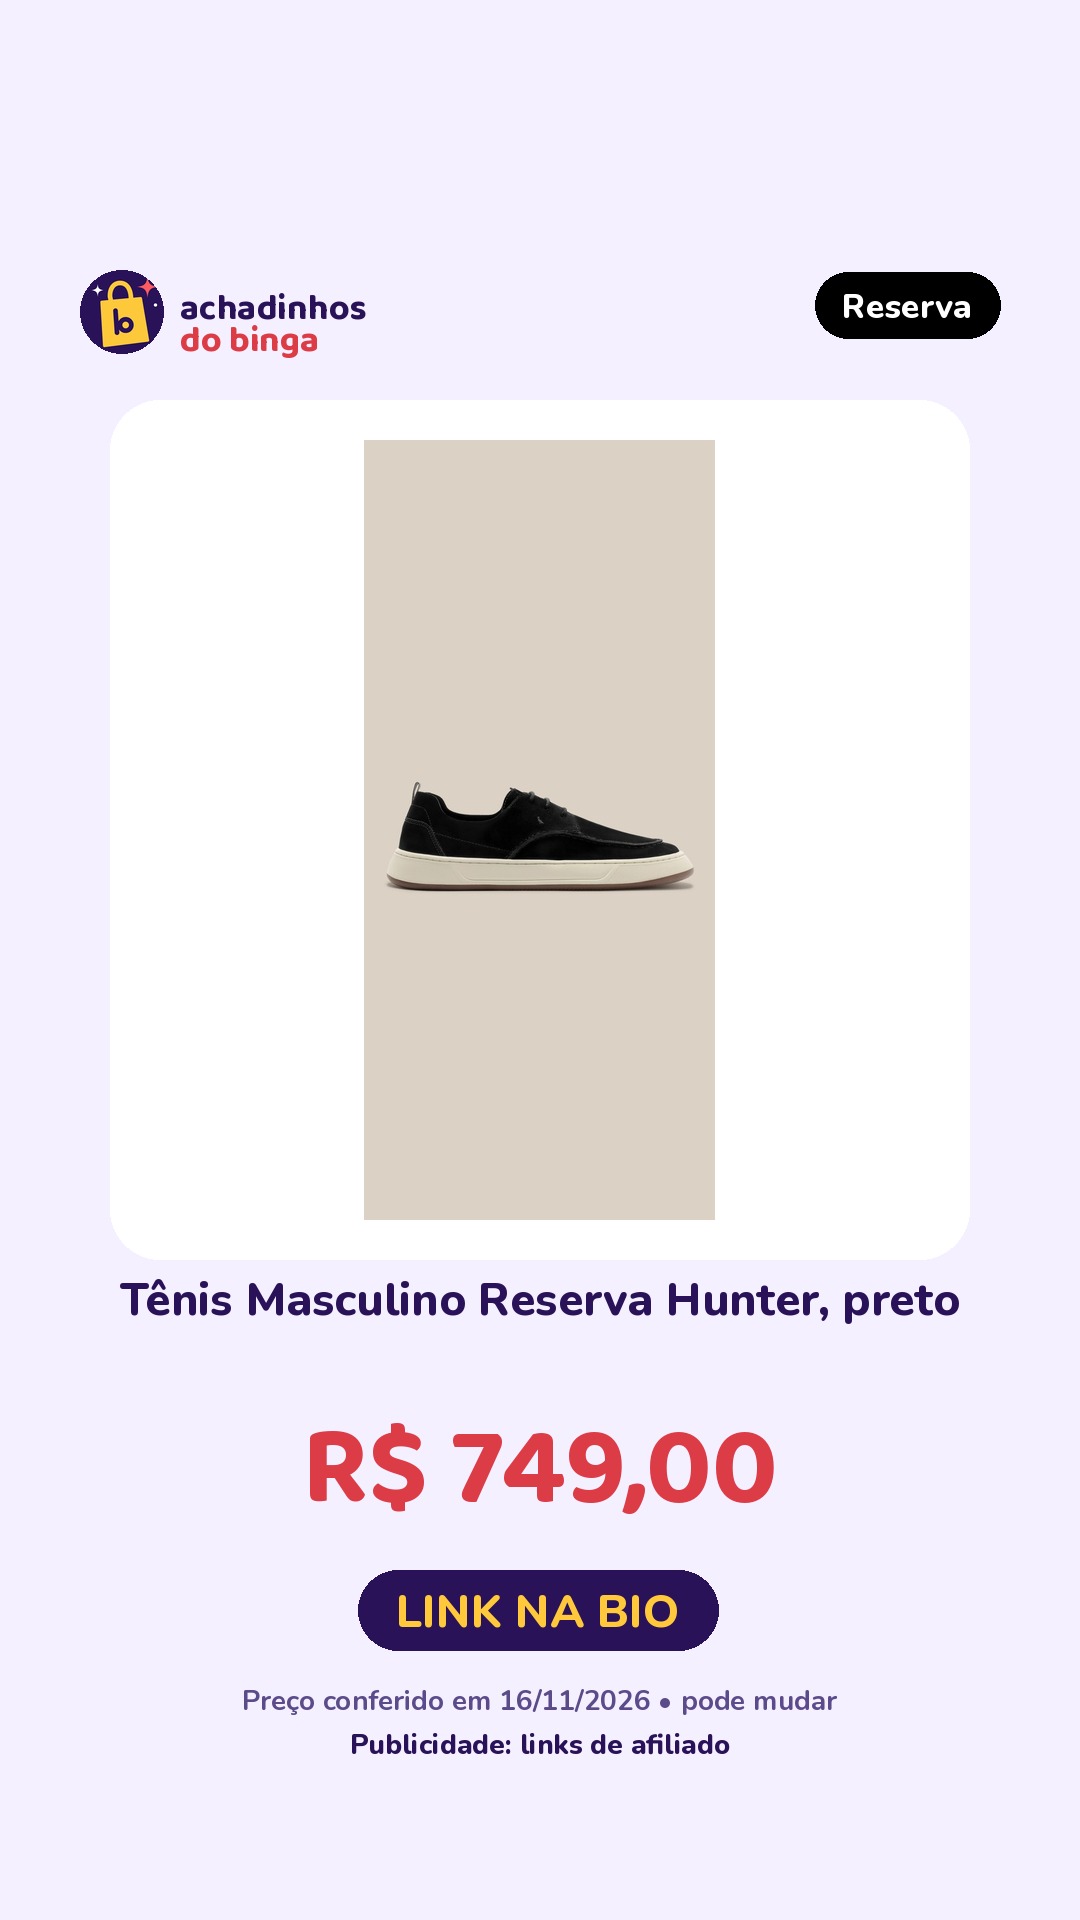 achadinhos
do binga
Reserva
Tênis Masculino Reserva Hunter, preto
R$ 749,00
LINK NA BIO
Preço conferido em 16/11/2026 • pode mudar
Publicidade: links de afiliado